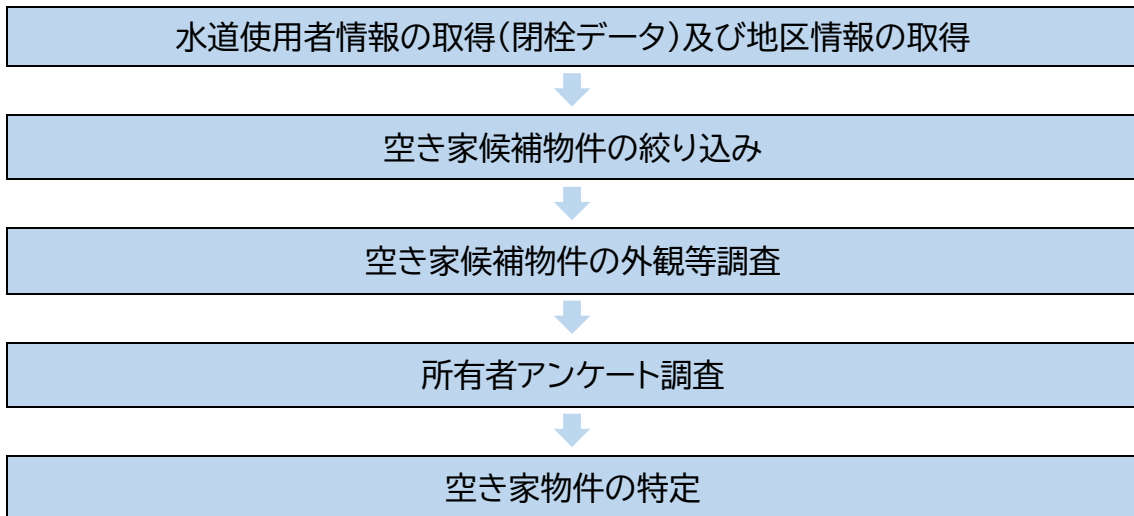 水道使用者情報の取得(閉栓データ)及び地区情報の取得
空き家候補物件の絞り込み
空き家候補物件の外観等調査
所有者アンケート調査
空き家物件の特定